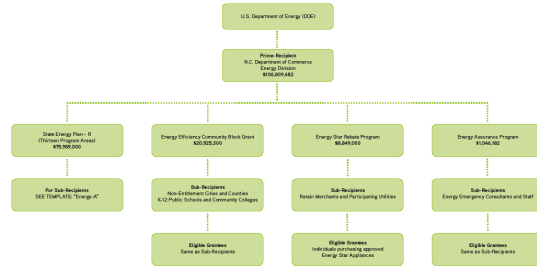 U.S. Department of Energy (DOE)
Prime-Recipient
N.C. Department of Commerce
Energy Division
$106,809,482
State Energy Plan – R
(Thirteen Program Areas)
$75,989,000
Energy Efficiency Community Block Grant
$20,925,300
Energy Star Rebate Program
$8,849,000
Energy Assurance Program
$1,046,182
For Sub-Recipients
SEE TEMPLATE: "Energy-A"
Sub-Recipients
Non-Entitlement Cities and Counties
K-12 Public Schools and Community Colleges
Sub-Recipients
Retain Merchants and Participating Utilities
Sub-Recipients
Energy Emergency Consultants and Staff
Eligible Grantees
Same as Sub-Recipients
Eligible Grantees
Individuals purchasing approved
Energy Star Appliances
Eligible Grantees
Same as Sub-Recipients